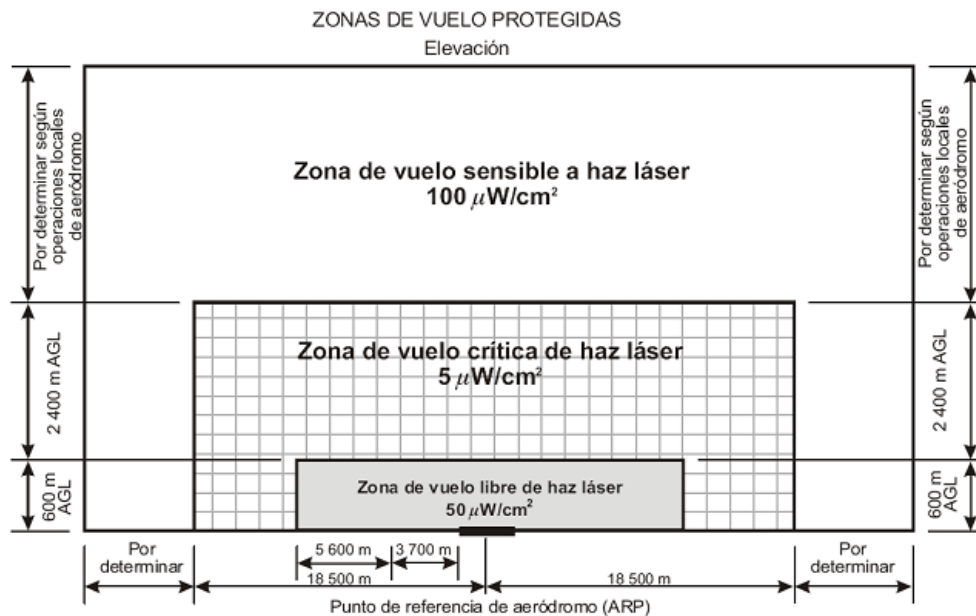 ZONAS DE VUELO PROTEGIDAS
Elevación
Por determinar según
operaciones locales
de aeródromo
Por determinar según
operaciones locales
de aeródromo
Zona de vuelo sensible a haz láser
100 μW/cm²
Zona de vuelo crítica de haz láser
5 μW/cm²
2 400 m AGL
2 400 m AGL
Zona de vuelo libre de haz láser
50 μW/cm²
600 m
AGL
600 m
AGL
Por
determinar
5 600 m
3 700 m
Por
determinar
18 500 m
18 500 m
Punto de referencia de aeródromo (ARP)